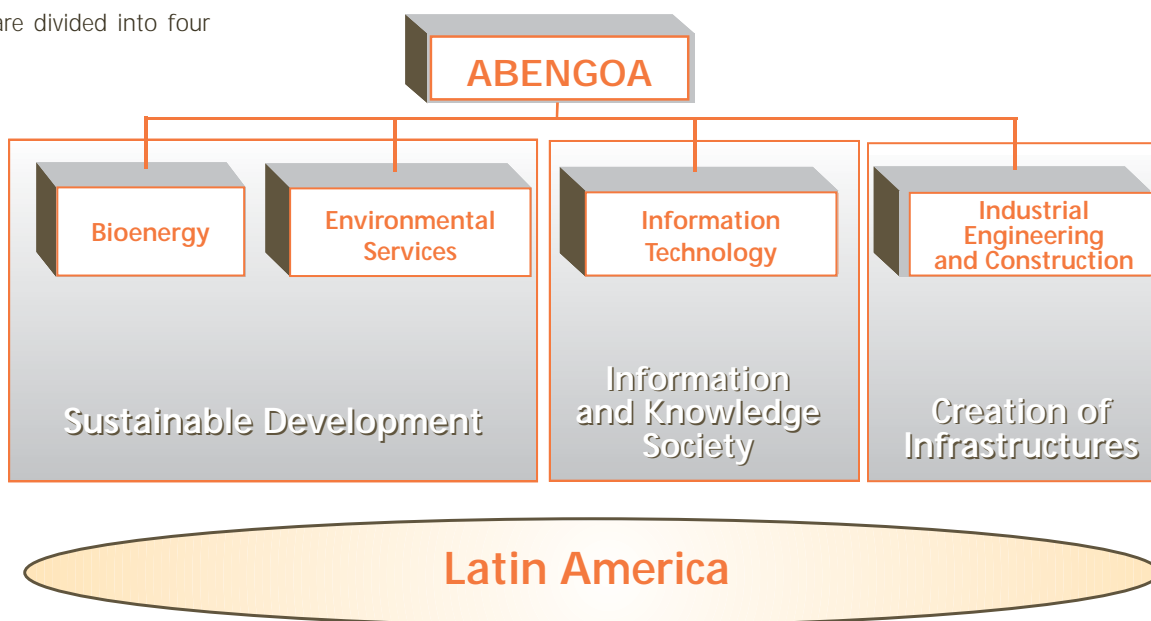 are divided into four
ABENGOA
Bioenergy
Environmental
Services
Information
Technology
Industrial
Engineering
and Construction
Sustainable Development
Information
and Knowledge
Society
Creation of
Infrastructures
Latin America